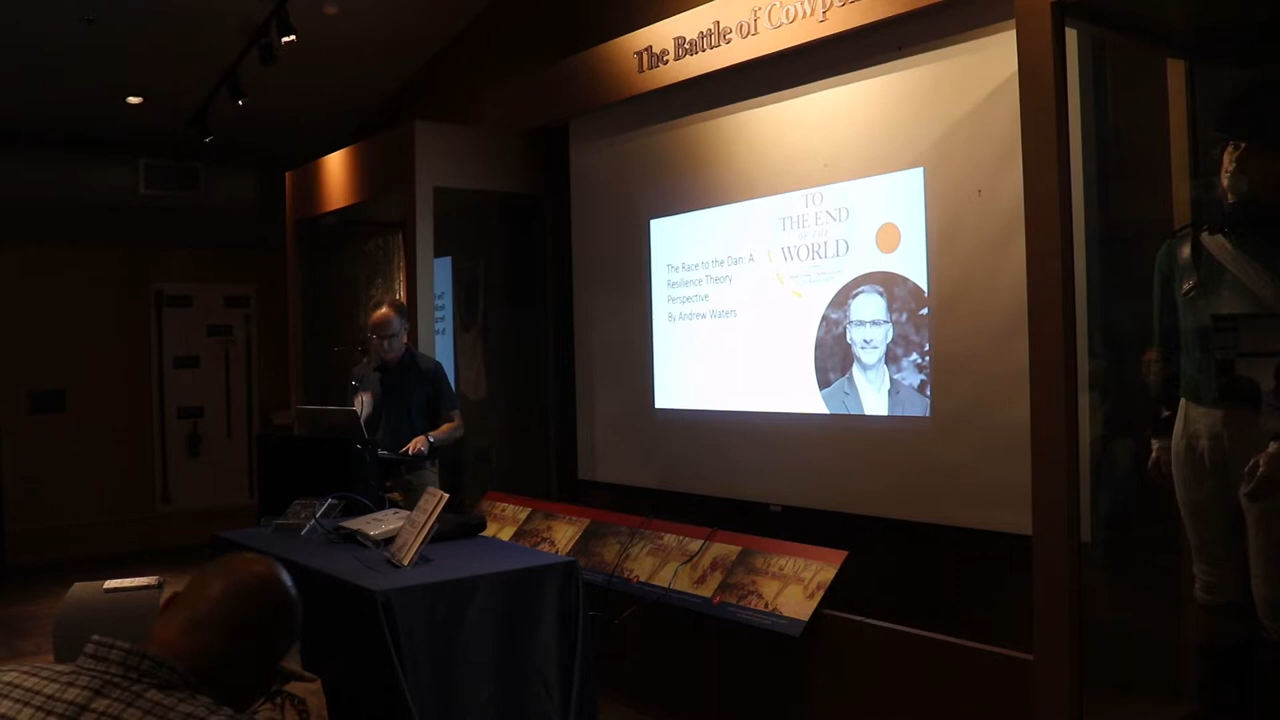 The Battle of Cowpen
TO
THE END
OF THE
WORLD
The Race to the Dan: A
Resilience Theory
Perspective
By Andrew Waters